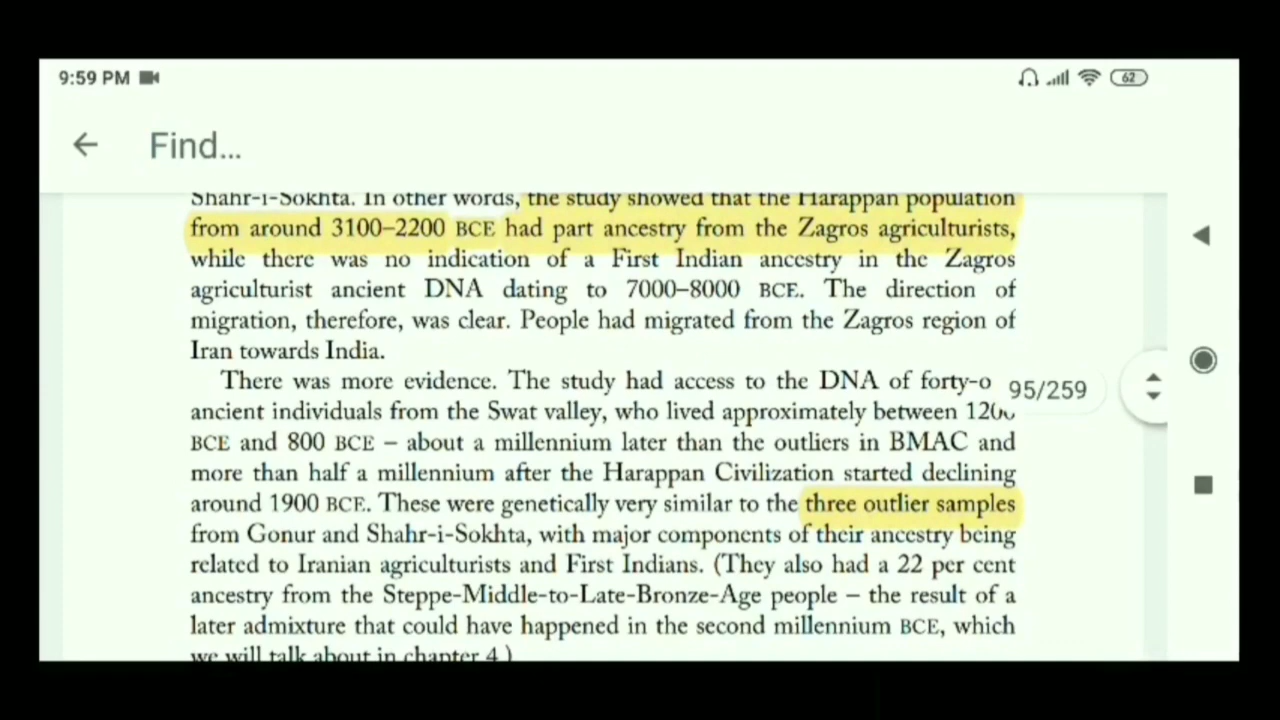 9:59 PM
62
Find...
Shahr-i-Sokhta. In other words, the study showed that the Harappan population
from around 3100–2200 BCE had part ancestry from the Zagros agriculturists,
while there was no indication of a First Indian ancestry in the Zagros
agriculturist ancient DNA dating to 7000–8000 BCE. The direction of
migration, therefore, was clear. People had migrated from the Zagros region of
Iran towards India.
There was more evidence. The study had access to the DNA of
95/259
ancient individuals from the Swat valley, who lived approximately between
BCE and 800 BCE – about a millennium later than the outliers in BMAC and
more than half a millennium after the Harappan Civilization started declining
around 1900 BCE. These were genetically very similar to the three outlier samples
from Gonur and Shahr-i-Sokhta, with major components of their ancestry being
related to Iranian agriculturists and First Indians. (They also had a 22 per cent
ancestry from the Steppe-Middle-to-Late-Bronze-Age people – the result of a
later admixture that could have happened in the second millennium BCE, which
we will talk about in chapter 4.)